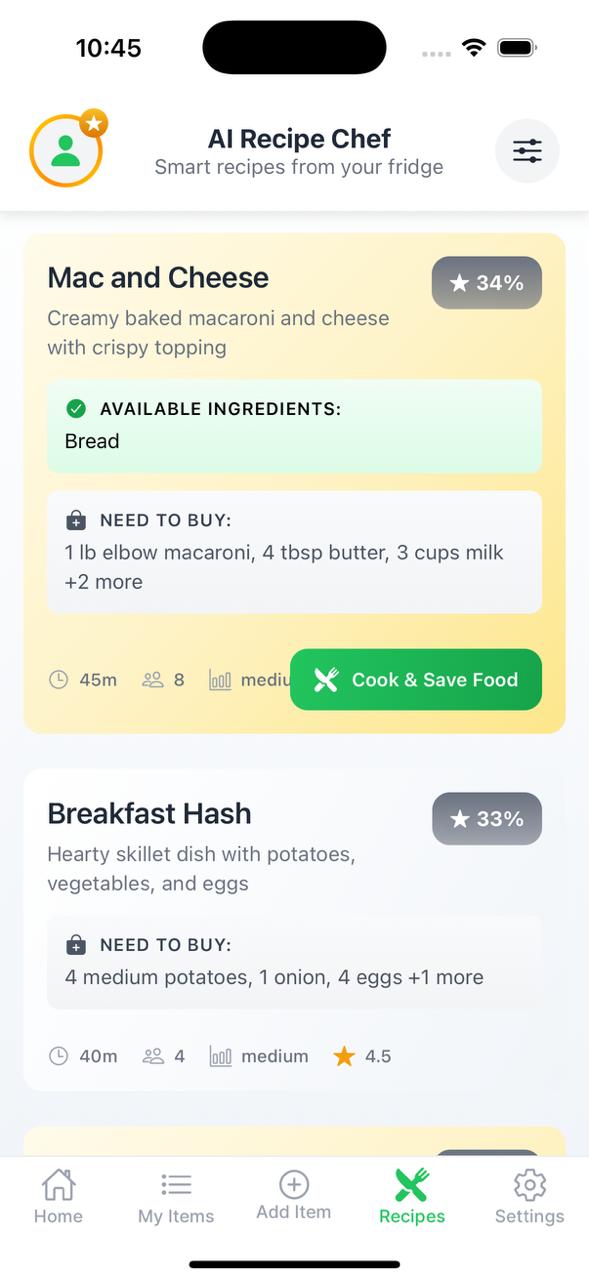 10:45
AI Recipe Chef
Smart recipes from your fridge
Mac and Cheese
34%
Creamy baked macaroni and cheese
with crispy topping
AVAILABLE INGREDIENTS:
Bread
NEED TO BUY:
1 lb elbow macaroni, 4 tbsp butter, 3 cups milk
+2 more
45m 8 mediu Cook & Save Food
Breakfast Hash
33%
Hearty skillet dish with potatoes,
vegetables, and eggs
NEED TO BUY:
4 medium potatoes, 1 onion, 4 eggs +1 more
40m 4 medium 4.5
Home My Items Add Item Recipes Settings